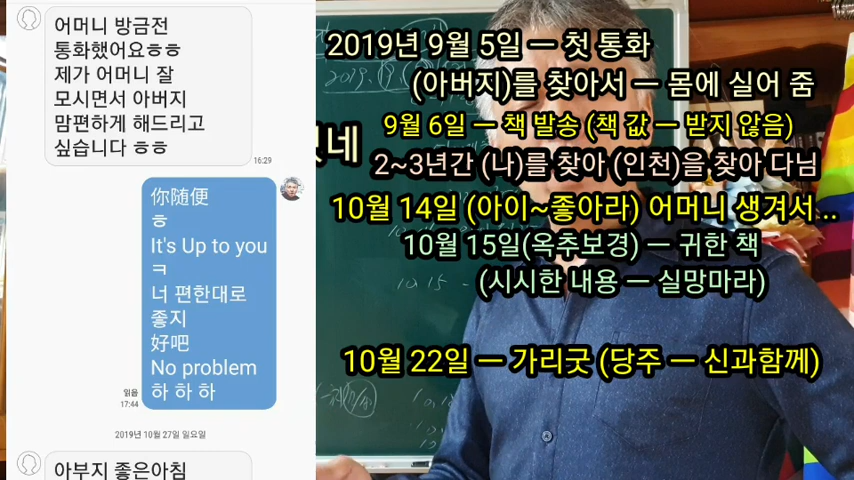 어머니 방금전
통화했어요ㅎㅎ
제가 어머니 잘
모시면서 아버지
맘편하게 해드리고
싶습니다 ㅎㅎ
16:29
你随便
ㅎ
It's Up to you
ㅋ
너 편한대로
좋지
好吧
No problem
하 하 하
읽음
17:44
2019년 10월 27일 일요일
아부지 좋은아침
2019년 9월 5일 ㅡ 첫 통화
(아버지)를 찾아서 ㅡ 몸에 실어 줌
9월 6일 ㅡ 책 발송 (책 값 ㅡ 받지 않음)
네
2~3년간 (나)를 찾아 (인천)을 찾아 다님
10월 14일 (아이~좋아라) 어머니 생겨서...
10월 15일(옥추보경) ㅡ 귀한 책
(시시한 내용 ㅡ 실망마라)
10월 22일 ㅡ 가리굿 (당주 ㅡ 신과함께)
10.15 -